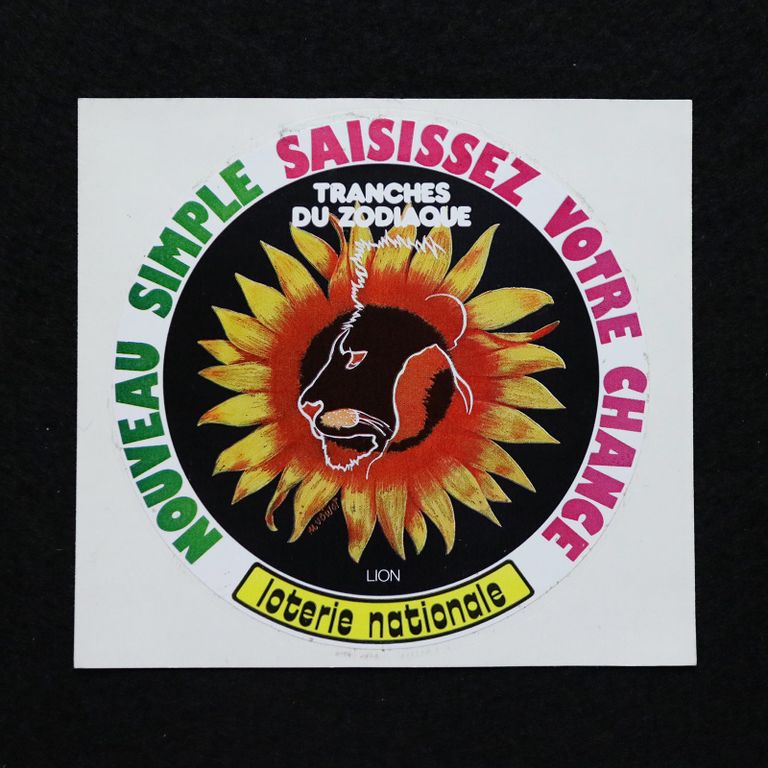 NOUVEAU SIMPLE SAISISSEZ VOTRE CHANCE
TRANCHES
DU ZODIAQUE
LION
loterie nationale